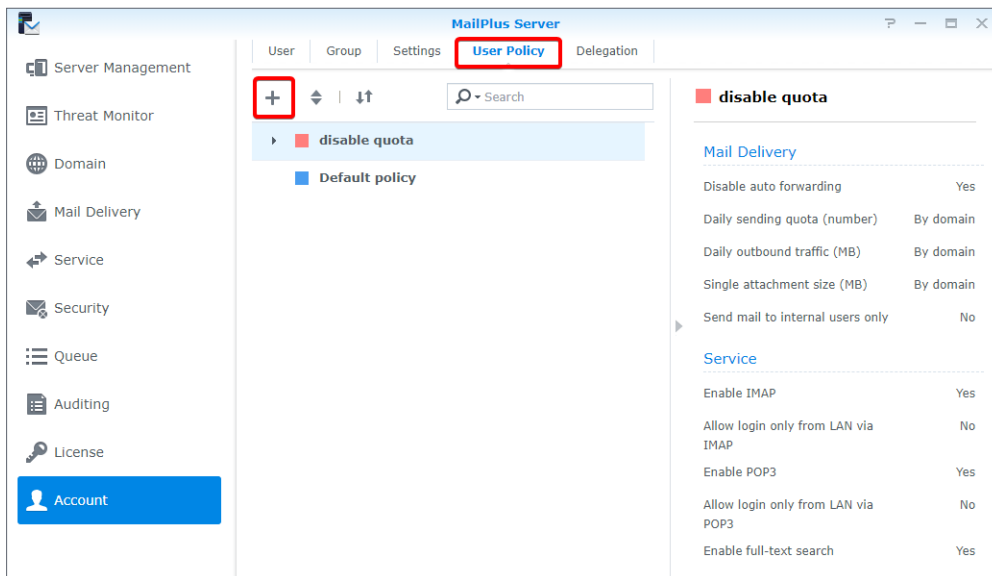 MailPlus Server
Server Management
Threat Monitor
Domain
Mail Delivery
Service
Security
Queue
Auditing
License
Account
User Group Settings User Policy Delegation
Search
disable quota
Default policy
disable quota
Mail Delivery
Disable auto forwarding Yes
Daily sending quota (number) By domain
Daily outbound traffic (MB) By domain
Single attachment size (MB) By domain
Send mail to internal users only No
Service
Enable IMAP Yes
Allow login only from LAN via No
IMAP
Enable POP3 Yes
Allow login only from LAN via No
POP3
Enable full-text search Yes